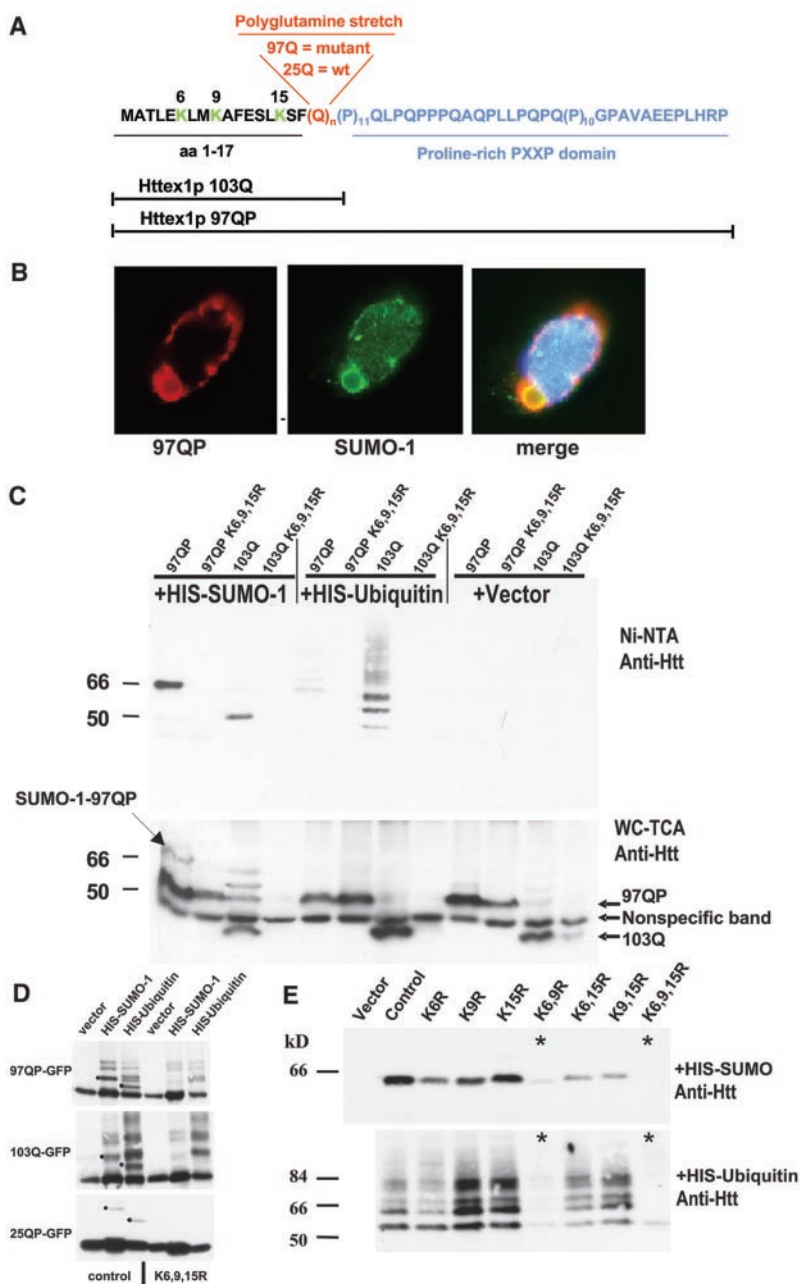 A
Polyglutamine stretch
97Q = mutant
25Q = wt
6 9 15
MATLEKLMKAFESLKSF(Q)n(P)11QLPQPPPQAQPLLPQPQ(P)10GPAVAEEPLHRP
aa 1-17
Proline-rich PXXP domain
Httex1p 103Q
Httex1p 97QP
B
97QP
SUMO-1
merge
C
97QP
97QP K6,9,15R
103Q
103Q K6,9,15R
97QP
97QP K6,9,15R
103Q
103Q K6,9,15R
97QP
97QP K6,9,15R
103Q
103Q K6,9,15R
+HIS-SUMO-1
+HIS-Ubiquitin
+Vector
Ni-NTA
Anti-Htt
66
50
SUMO-1-97QP
WC-TCA
Anti-Htt
66
50
97QP
Nonspecific band
103Q
D
vector
HIS-SUMO-1
HIS-Ubiquitin
vector
HIS-SUMO-1
HIS-Ubiquitin
97QP-GFP
103Q-GFP
25QP-GFP
control
K6,9,15R
E
Vector
Control
K6R
K9R
K15R
K6,9R
K6,15R
K9,15R
K6,9,15R
kD
* *
66
+HIS-SUMO
Anti-Htt
* *
84
66
50
+HIS-Ubiquitin
Anti-Htt